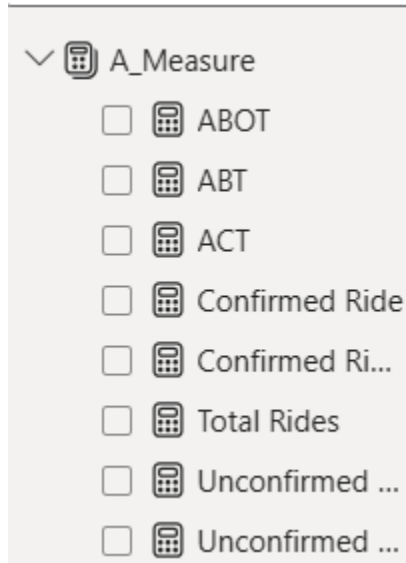 A_Measure
ABOT
ABT
ACT
Confirmed Ride
Confirmed Ri...
Total Rides
Unconfirmed ...
Unconfirmed ...